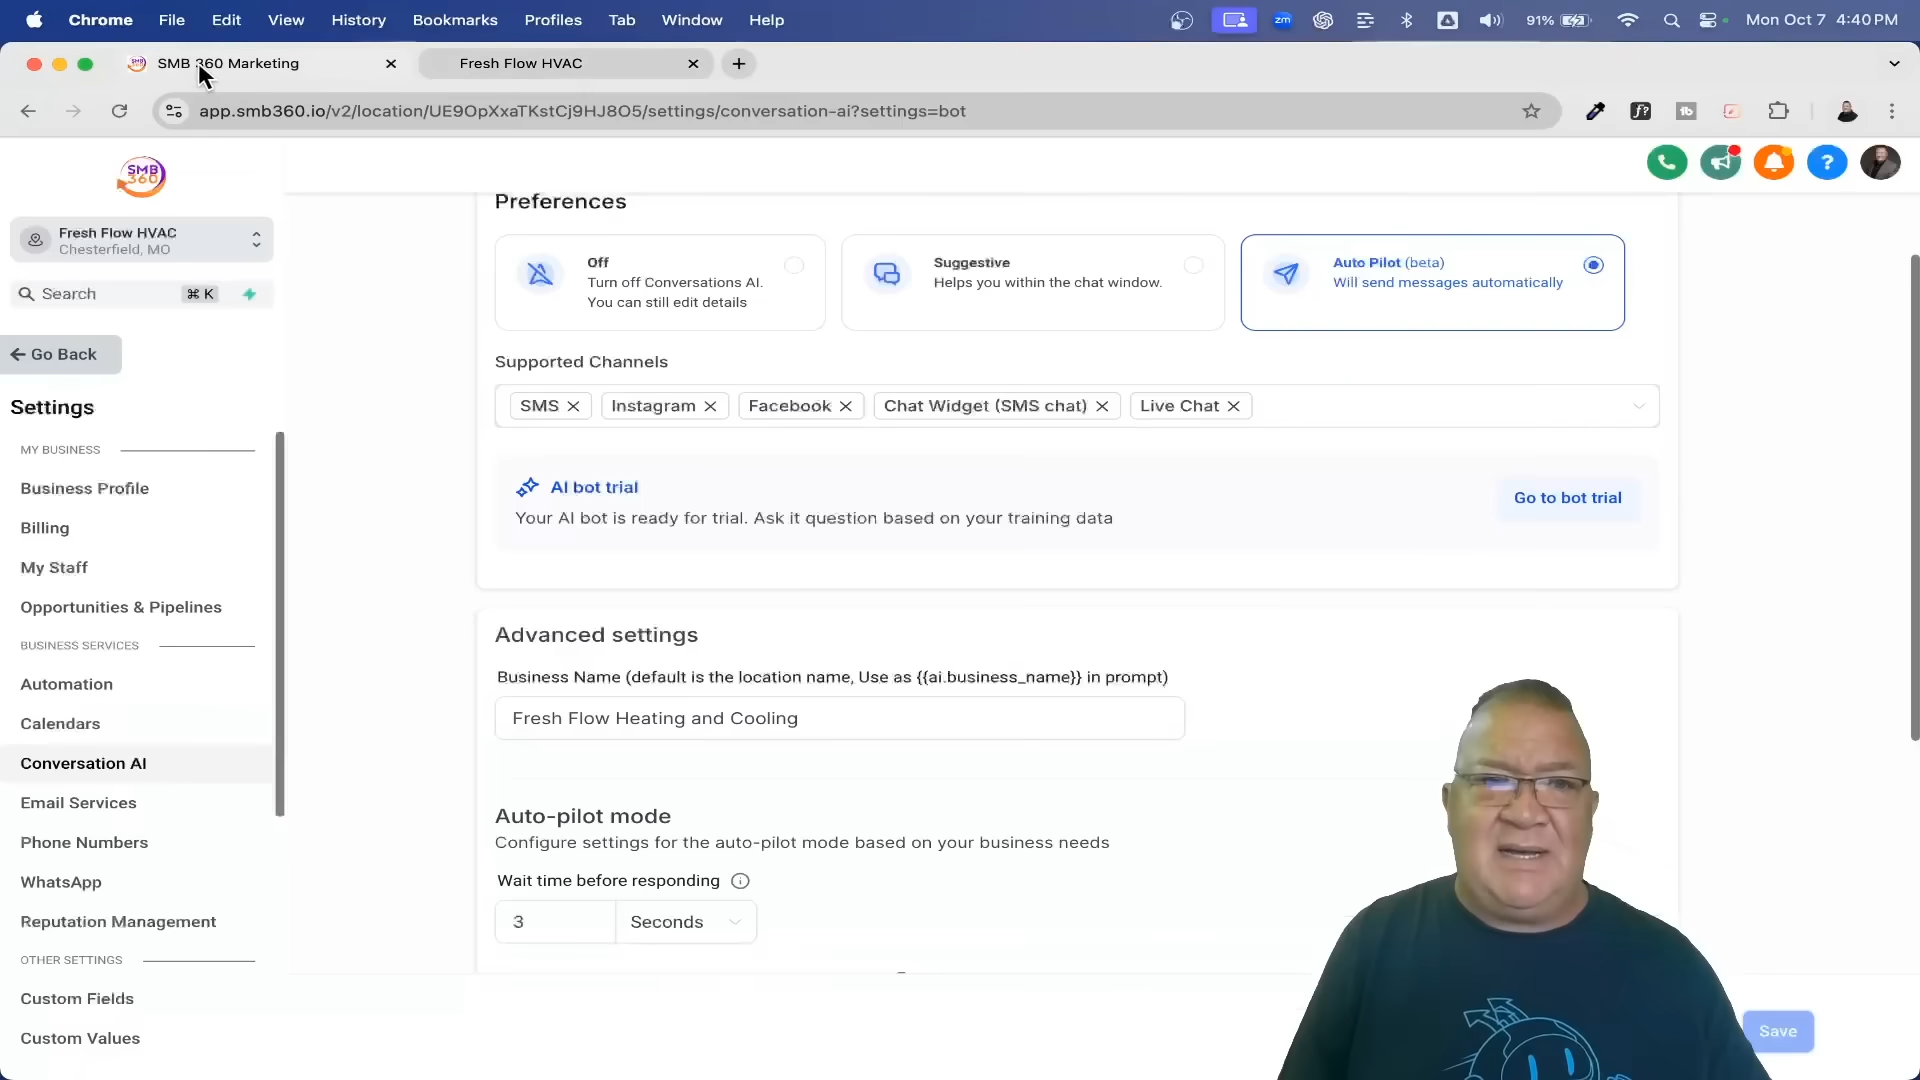 Chrome File Edit View History Bookmarks Profiles Tab Window Help
zm 91% Mon Oct 7 4:40 PM
SMB 360 Marketing
Fresh Flow HVAC
app.smb360.io/v2/location/UE9OpXxaTKstCj9HJ8O5/settings/conversation-ai?settings=bot
f?
tb
SMB
360
Fresh Flow HVAC
Chesterfield, MO
Search ⌘ K
Go Back
Settings
MY BUSINESS
Business Profile
Billing
My Staff
Opportunities & Pipelines
BUSINESS SERVICES
Automation
Calendars
Conversation AI
Email Services
Phone Numbers
WhatsApp
Reputation Management
OTHER SETTINGS
Custom Fields
Custom Values
?
Preferences
Off
Turn off Conversations AI.
You can still edit details
Suggestive
Helps you within the chat window.
Auto Pilot (beta)
Will send messages automatically
Supported Channels
SMS Instagram Facebook Chat Widget (SMS chat) Live Chat
AI bot trial
Your AI bot is ready for trial. Ask it question based on your training data
Go to bot trial
Advanced settings
Business Name (default is the location name, Use as {{ai.business_name}} in prompt)
Fresh Flow Heating and Cooling
Auto-pilot mode
Configure settings for the auto-pilot mode based on your business needs
Wait time before responding
3 Seconds
Save